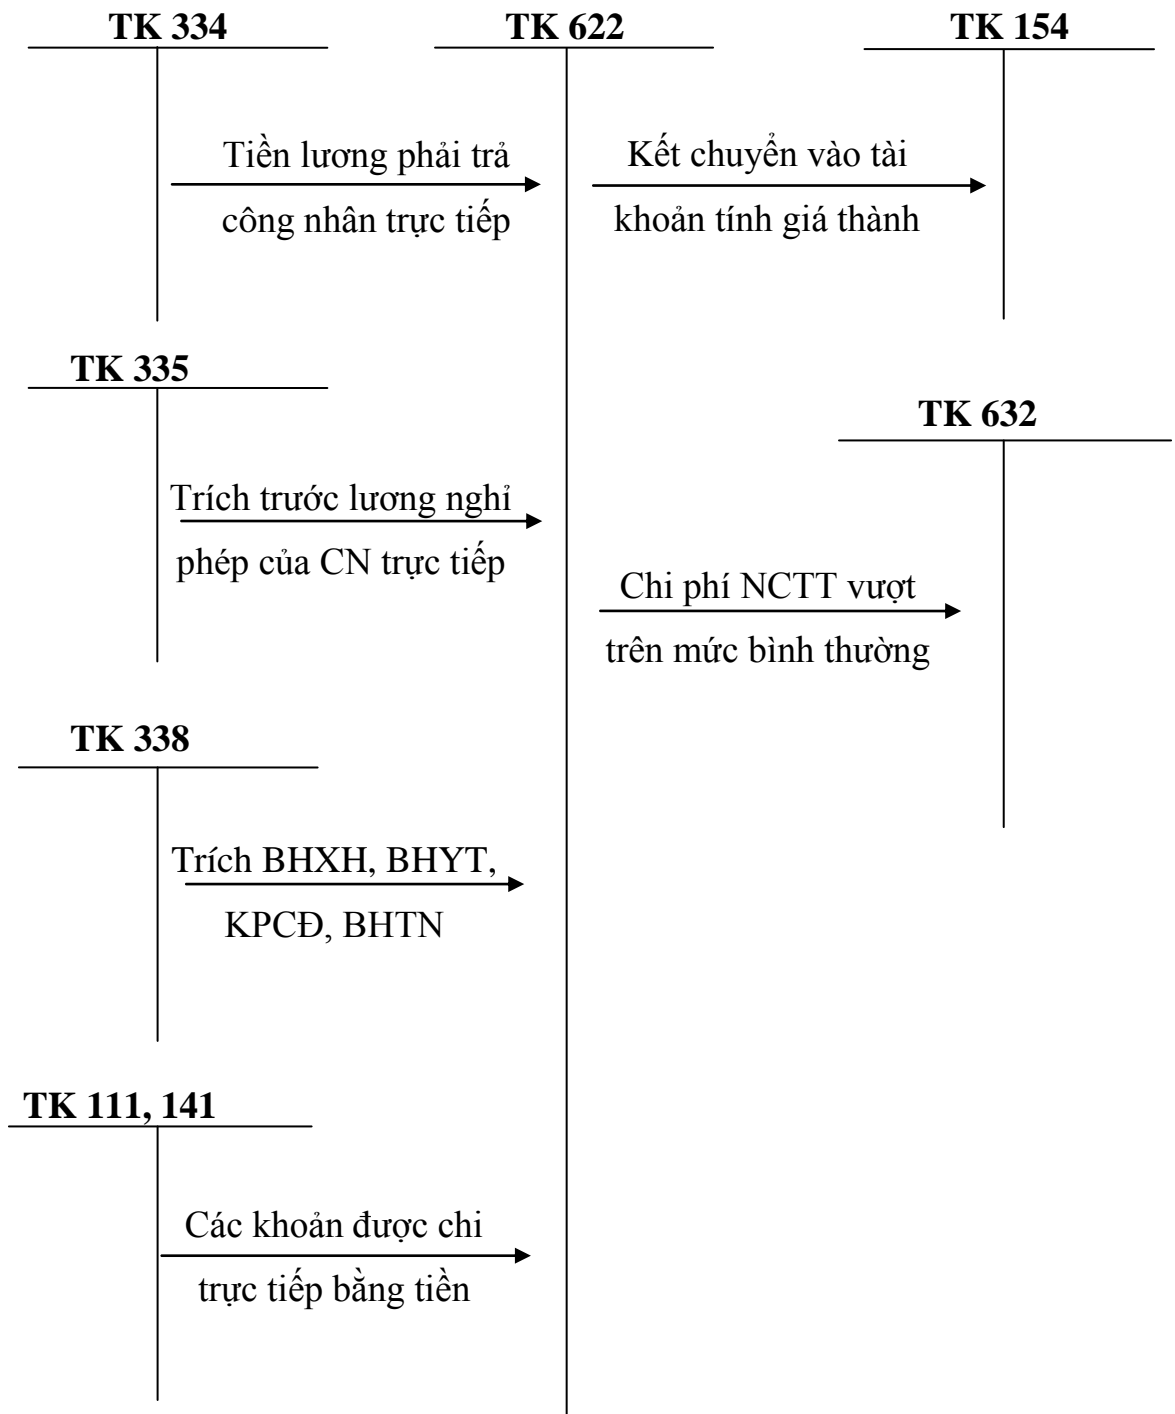 TK 334
TK 622
TK 154
Tiền lương phải trả
công nhân trực tiếp
Kết chuyển vào tài
khoản tính giá thành
TK 335
TK 632
Trích trước lương nghỉ
phép của CN trực tiếp
Chi phí NCTT vượt
trên mức bình thường
TK 338
Trích BHXH, BHYT,
KPCĐ, BHTN
TK 111, 141
Các khoản được chi
trực tiếp bằng tiền